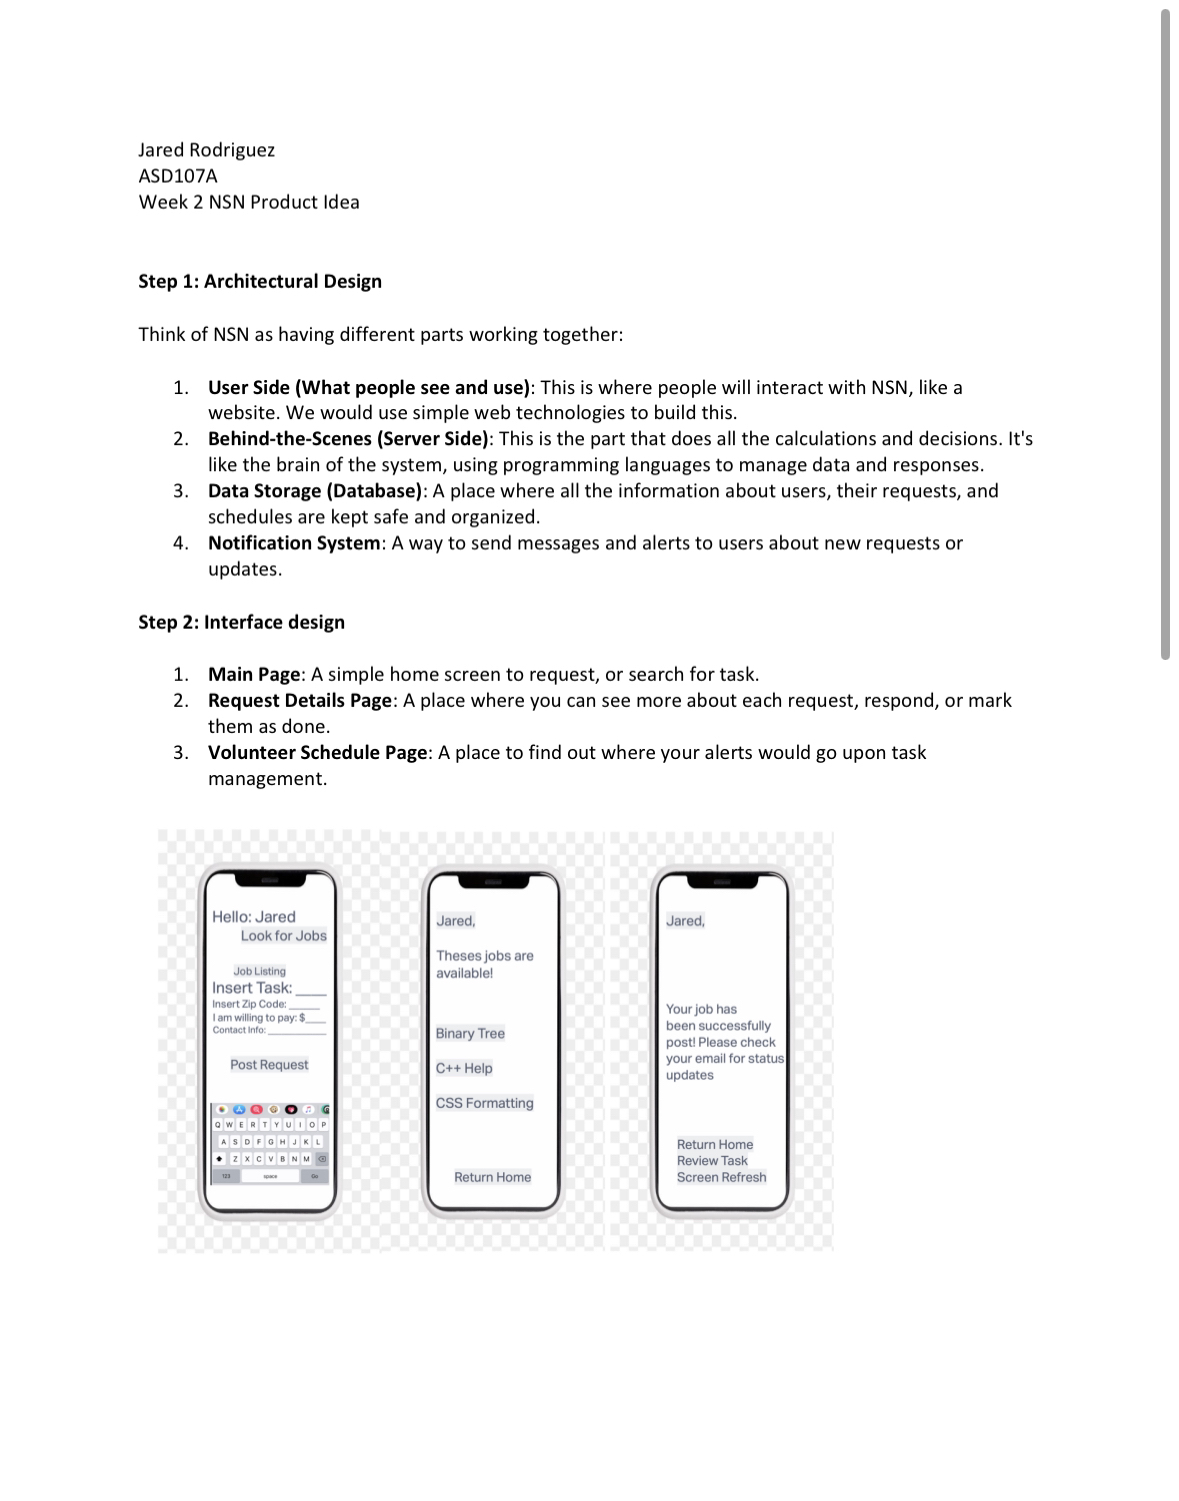 Jared Rodriguez
ASD107A
Week 2 NSN Product Idea
Step 1: Architectural Design
Think of NSN as having different parts working together:
1. User Side (What people see and use): This is where people will interact with NSN, like a
website. We would use simple web technologies to build this.
2. Behind-the-Scenes (Server Side): This is the part that does all the calculations and decisions. It's
like the brain of the system, using programming languages to manage data and responses.
3. Data Storage (Database): A place where all the information about users, their requests, and
schedules are kept safe and organized.
4. Notification System: A way to send messages and alerts to users about new requests or
updates.
Step 2: Interface design
1. Main Page: A simple home screen to request, or search for task.
2. Request Details Page: A place where you can see more about each request, respond, or mark
them as done.
3. Volunteer Schedule Page: A place to find out where your alerts would go upon task
management.
Hello: Jared
Look for Jobs
Job Listing
Insert Task: ____
Insert Zip Code: _____
I am willing to pay: $___
Contact Info: _________
Post Request
Q W E R T Y U I O P
A S D F G H J K L
Z X C V B N M
123 space Go
Jared,
Theses jobs are
available!
Binary Tree
C++ Help
CSS Formatting
Return Home
Jared,
Your job has
been successfully
post! Please check
your email for status
updates
Return Home
Review Task
Screen Refresh